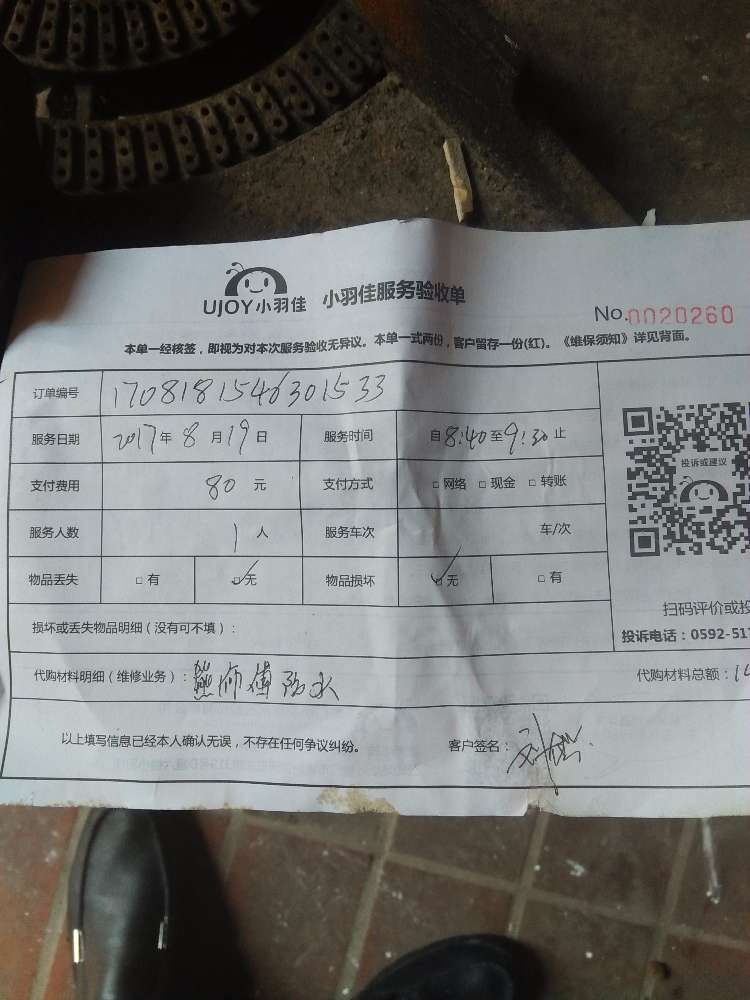 UJOY小羽佳 小羽佳服务验收单
No.0020260
本单一经核签，即视为对本次服务验收无异议。本单一式两份，客户留存一份(红)。《维保须知》详见背面。
订单编号 1708181546301533
服务日期 2017年8月19日 服务时间 自8:40至9:30止
支付费用 80元 支付方式 □网络 □现金 □转账
投诉或建议
服务人数 1人 服务车次 车/次
物品丢失 □有 ☑无 物品损坏 ☑无 □有
扫码评价或投
损坏或丢失物品明细（没有可不填）：
投诉电话：0592-517
代购材料明细（维修业务）：熊师傅防水 代购材料总额：14
以上填写信息已经本人确认无误，不存在任何争议纠纷。 客户签名：刘